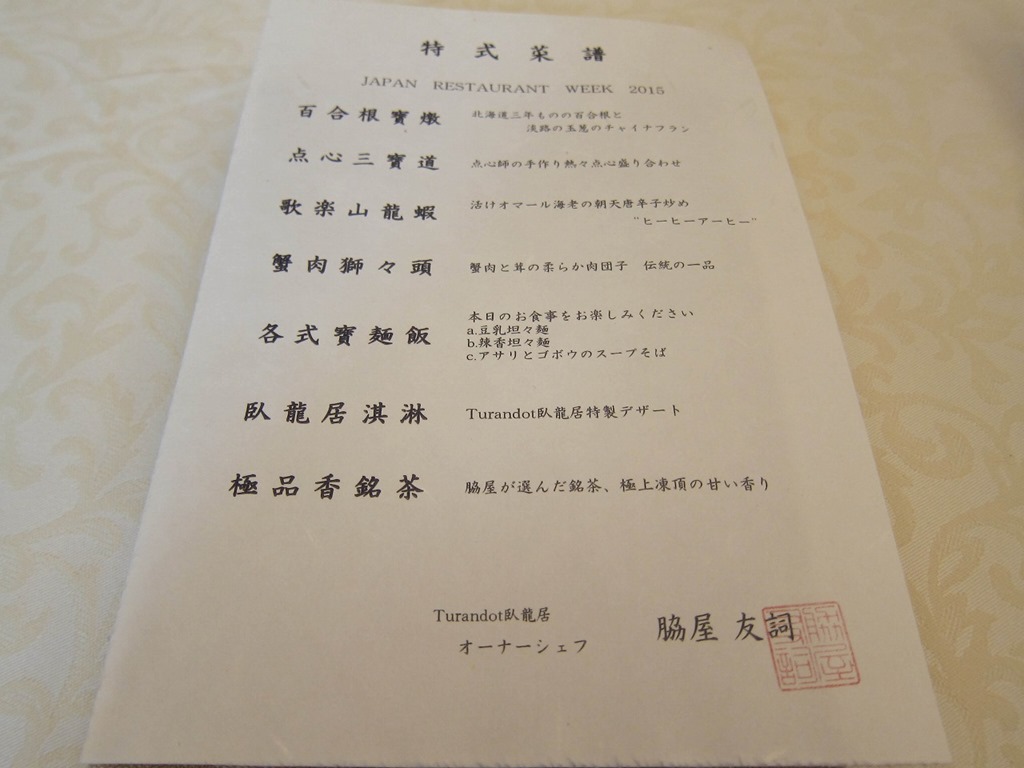 特式菜譜
JAPAN RESTAURANT WEEK 2015
百合根寶燉 北海道三年ものの百合根と
淡路の玉葱のチャイナフラン
点心三寶道 点心師の手作り熱々点心盛り合わせ
歌楽山龍蝦 活けオマール海老の朝天唐辛子炒め
"ヒーヒーアーヒー"
蟹肉獅々頭 蟹肉と茸の柔らか肉団子 伝統の一品
各式寶麺飯 本日のお食事をお楽しみください
a.豆乳坦々麺
b.辣香坦々麺
c.アサリとゴボウのスープそば
臥龍居淇淋 Turandot臥龍居特製デザート
極品香銘茶 脇屋が選んだ銘茶、極上凍頂の甘い香り
Turandot臥龍居
オーナーシェフ 脇屋 友詞
脇屋友詞